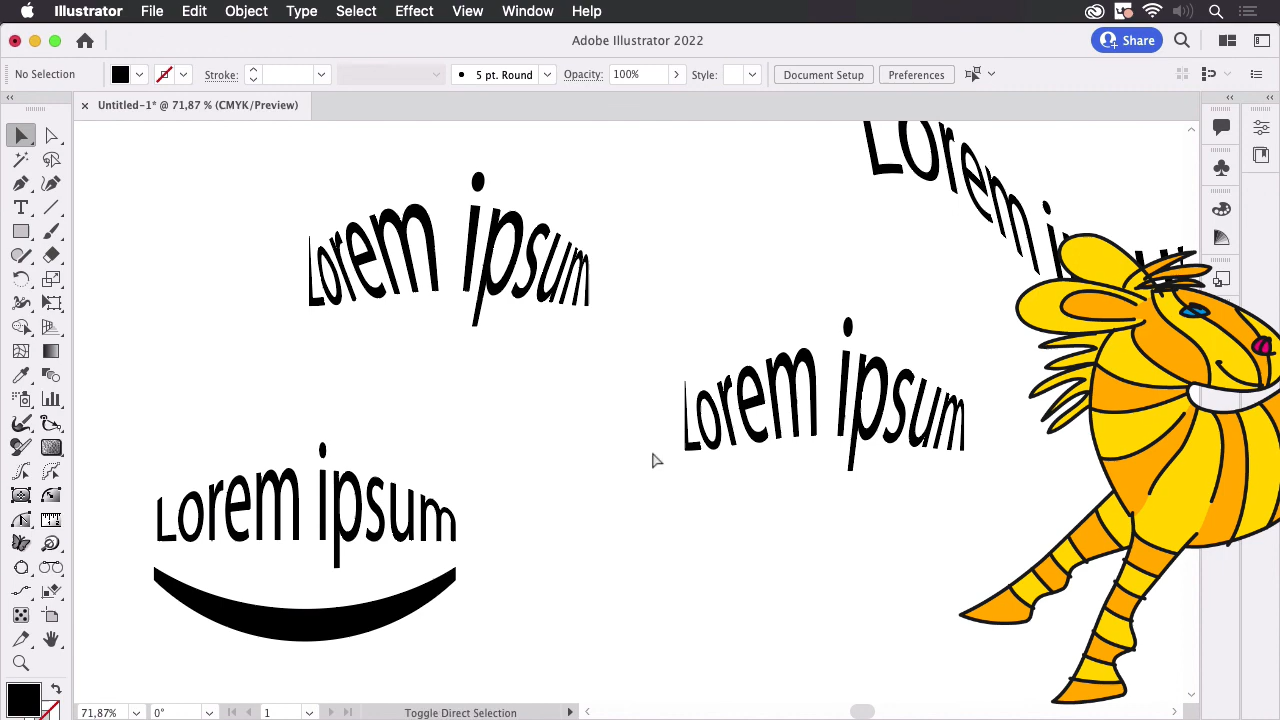 Illustrator File Edit Object Type Select Effect View Window Help
Adobe Illustrator 2022
Share
No Selection
Stroke:
5 pt. Round
Opacity:
100%
Style:
Document Setup
Preferences
Untitled-1* @ 71,87 % (CMYK/Preview)
Lorem
Lorem ipsum
Lorem ipsum
Lorem ipsum
71,87%
0°
1
Toggle Direct Selection